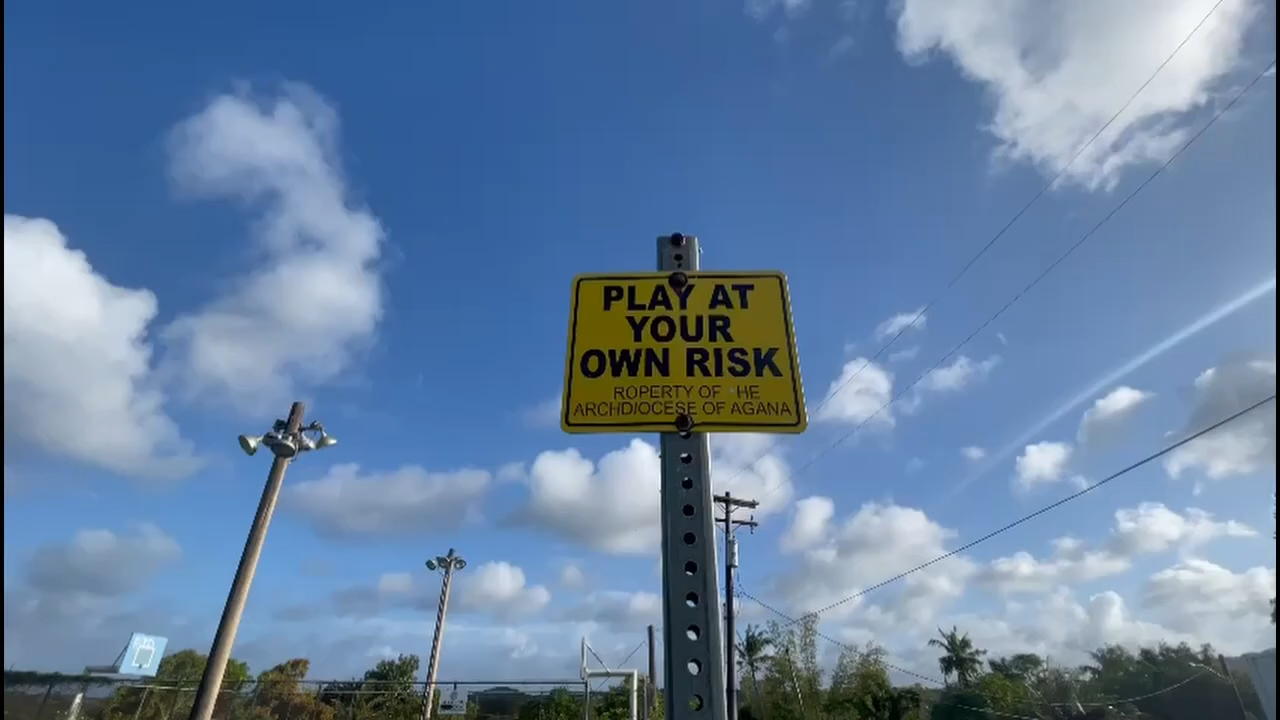 PLAY AT
YOUR
OWN RISK
ROPERTY OF HE
ARCHDIOCESE OF AGANA